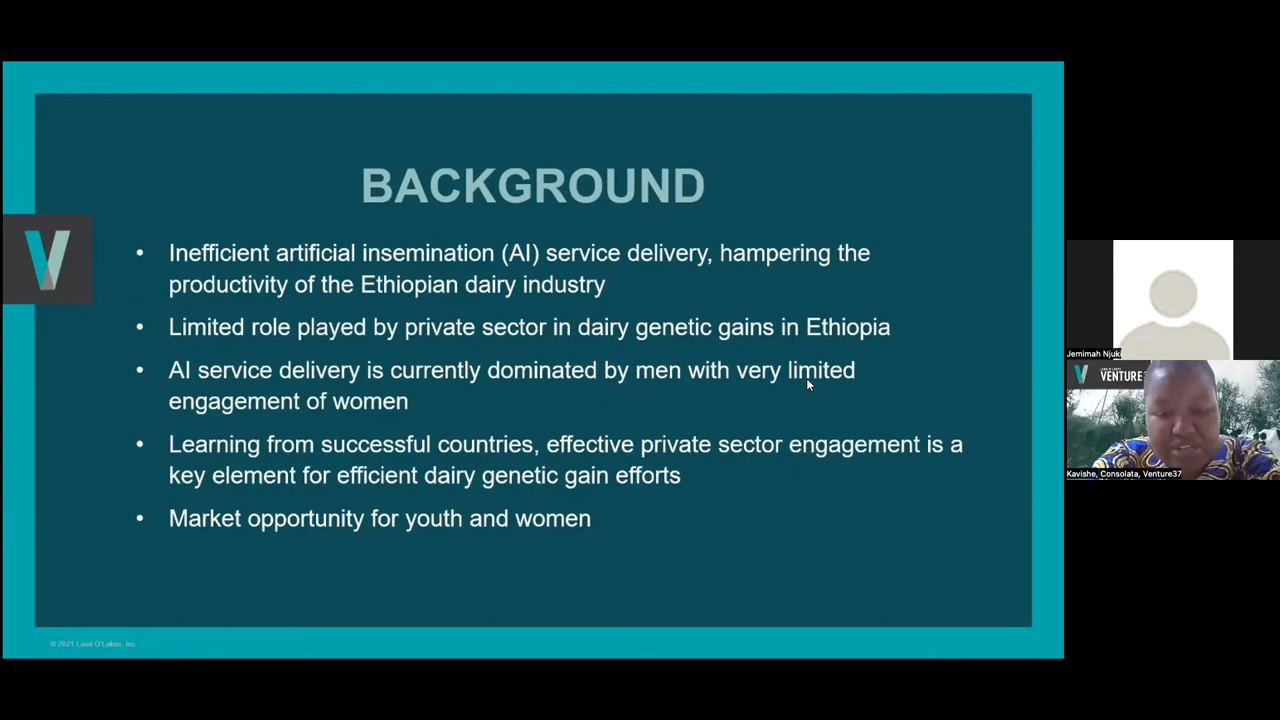 BACKGROUND
• Inefficient artificial insemination (AI) service delivery, hampering the
productivity of the Ethiopian dairy industry
• Limited role played by private sector in dairy genetic gains in Ethiopia
• AI service delivery is currently dominated by men with very limited
engagement of women
• Learning from successful countries, effective private sector engagement is a
key element for efficient dairy genetic gain efforts
• Market opportunity for youth and women
© 2021 Land O'Lakes, Inc.
Jemimah Njuki
VENTURE
Kavishe, Consolata, Venture37